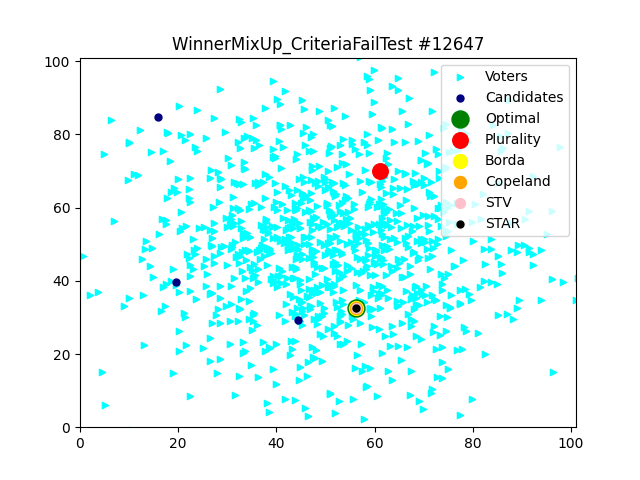 WinnerMixUp_CriteriaFailTest #12647
100
80
60
40
20
0
0 20 40 60 80 100
Voters
Candidates
Optimal
Plurality
Borda
Copeland
STV
STAR